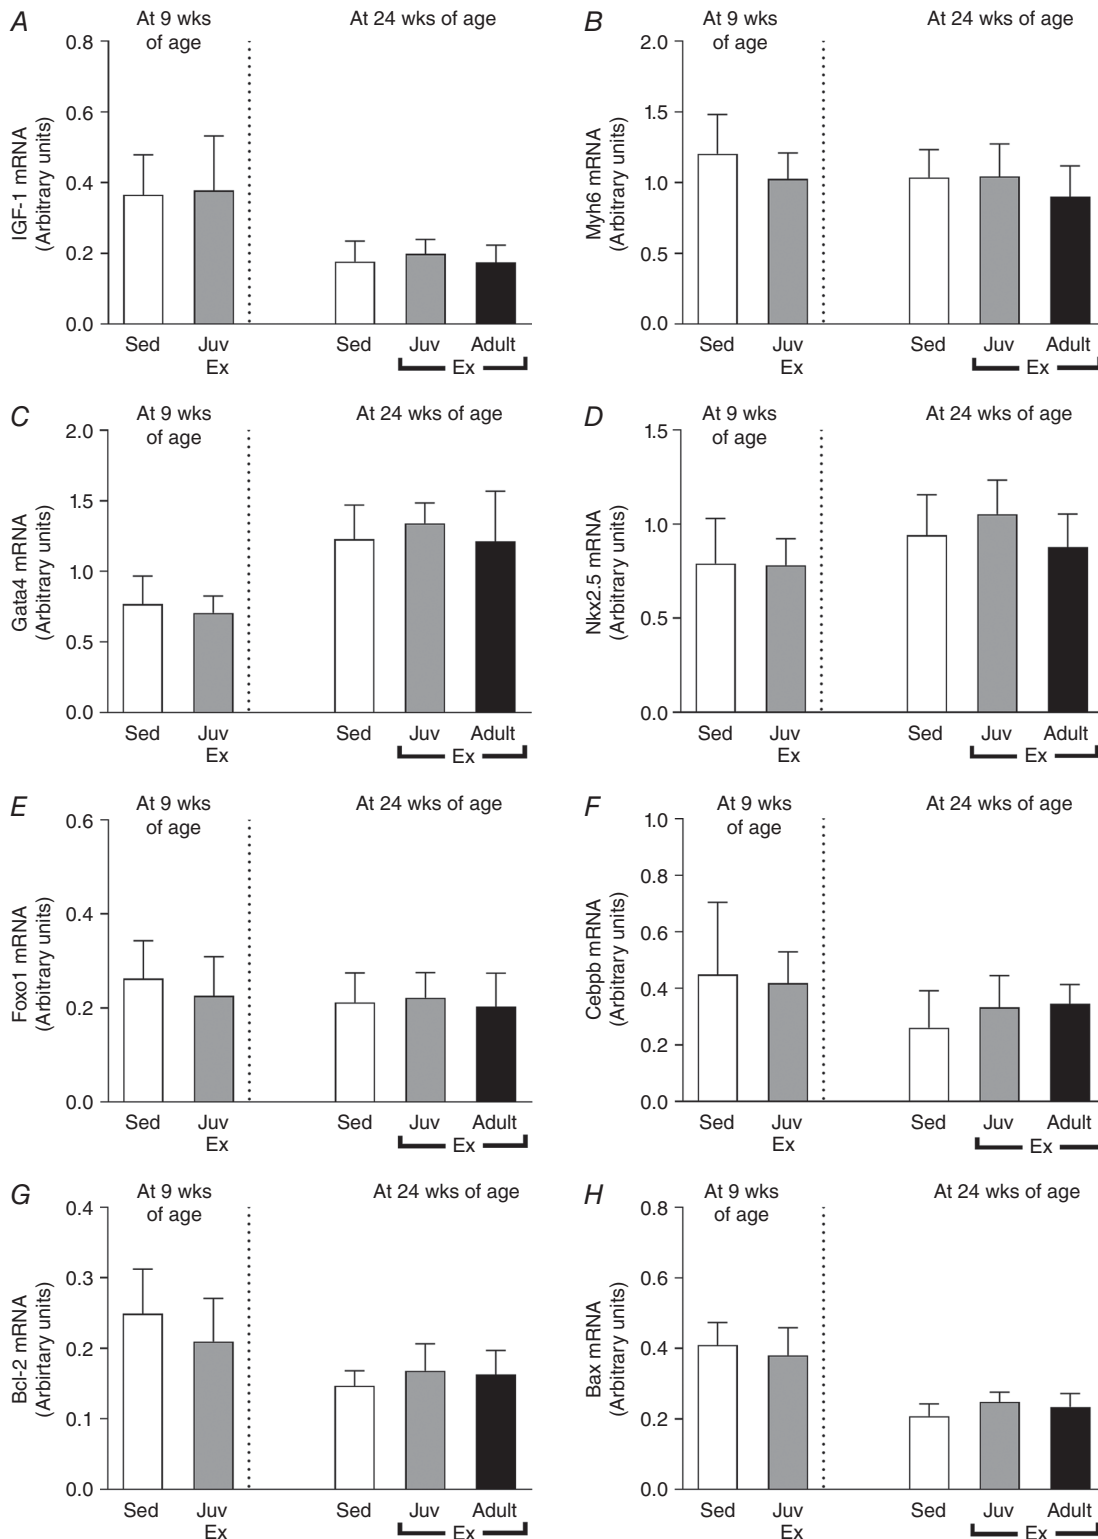 A
At 9 wks
of age
At 24 wks of age
IGF-1 mRNA
(Arbitrary units)
0.8
0.6
0.4
0.2
0.0
Sed
Juv
Ex
Sed
Juv
Adult
Ex
B
At 9 wks
of age
At 24 wks of age
Myh6 mRNA
(Arbitrary units)
2.0
1.5
1.0
0.5
0.0
Sed
Juv
Ex
Sed
Juv
Adult
Ex
C
At 9 wks
of age
At 24 wks of age
Gata4 mRNA
(Arbitrary units)
2.0
1.5
1.0
0.5
0.0
Sed
Juv
Ex
Sed
Juv
Adult
Ex
D
At 9 wks
of age
At 24 wks of age
Nkx2.5 mRNA
(Arbitrary units)
1.5
1.0
0.5
0.0
Sed
Juv
Ex
Sed
Juv
Adult
Ex
E
At 9 wks
of age
At 24 wks of age
Foxo1 mRNA
(Arbitrary units)
0.6
0.4
0.2
0.0
Sed
Juv
Ex
Sed
Juv
Adult
Ex
F
At 9 wks
of age
At 24 wks of age
Cebpb mRNA
(Arbitrary units)
1.0
0.8
0.6
0.4
0.2
0.0
Sed
Juv
Ex
Sed
Juv
Adult
Ex
G
At 9 wks
of age
At 24 wks of age
Bcl-2 mRNA
(Arbirtary units)
0.4
0.3
0.2
0.1
0.0
Sed
Juv
Ex
Sed
Juv
Adult
Ex
H
At 9 wks
of age
At 24 wks of age
Bax mRNA
(Arbitrary units)
0.8
0.6
0.4
0.2
0.0
Sed
Juv
Ex
Sed
Juv
Adult
Ex